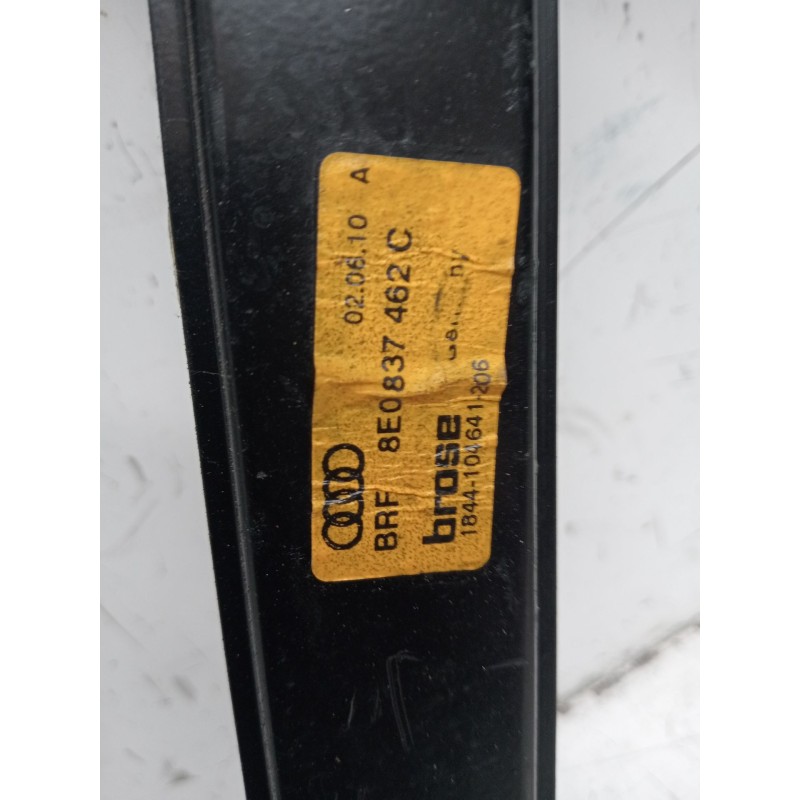 02.06.10 A
BRF 8E0837 462 C
brose
1844-104641-206